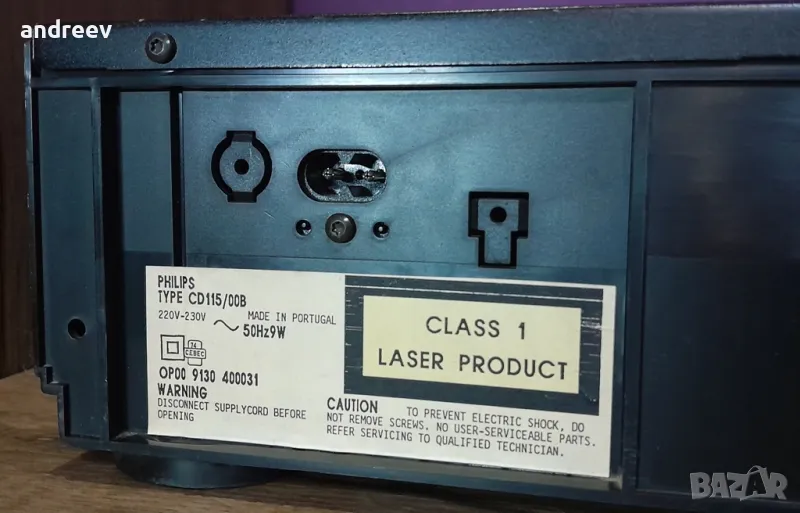 andreev
PHILIPS
TYPE CD115/00B
220V-230V
MADE IN PORTUGAL
50Hz9W
74
CEBEC
OP00 9130 400031
WARNING
DISCONNECT SUPPLYCORD BEFORE
OPENING
CLASS 1
LASER PRODUCT
CAUTION TO PREVENT ELECTRIC SHOCK, DO
NOT REMOVE SCREWS. NO USER-SERVICEABLE PARTS.
REFER SERVICING TO QUALIFIED TECHNICIAN.
BAZAR